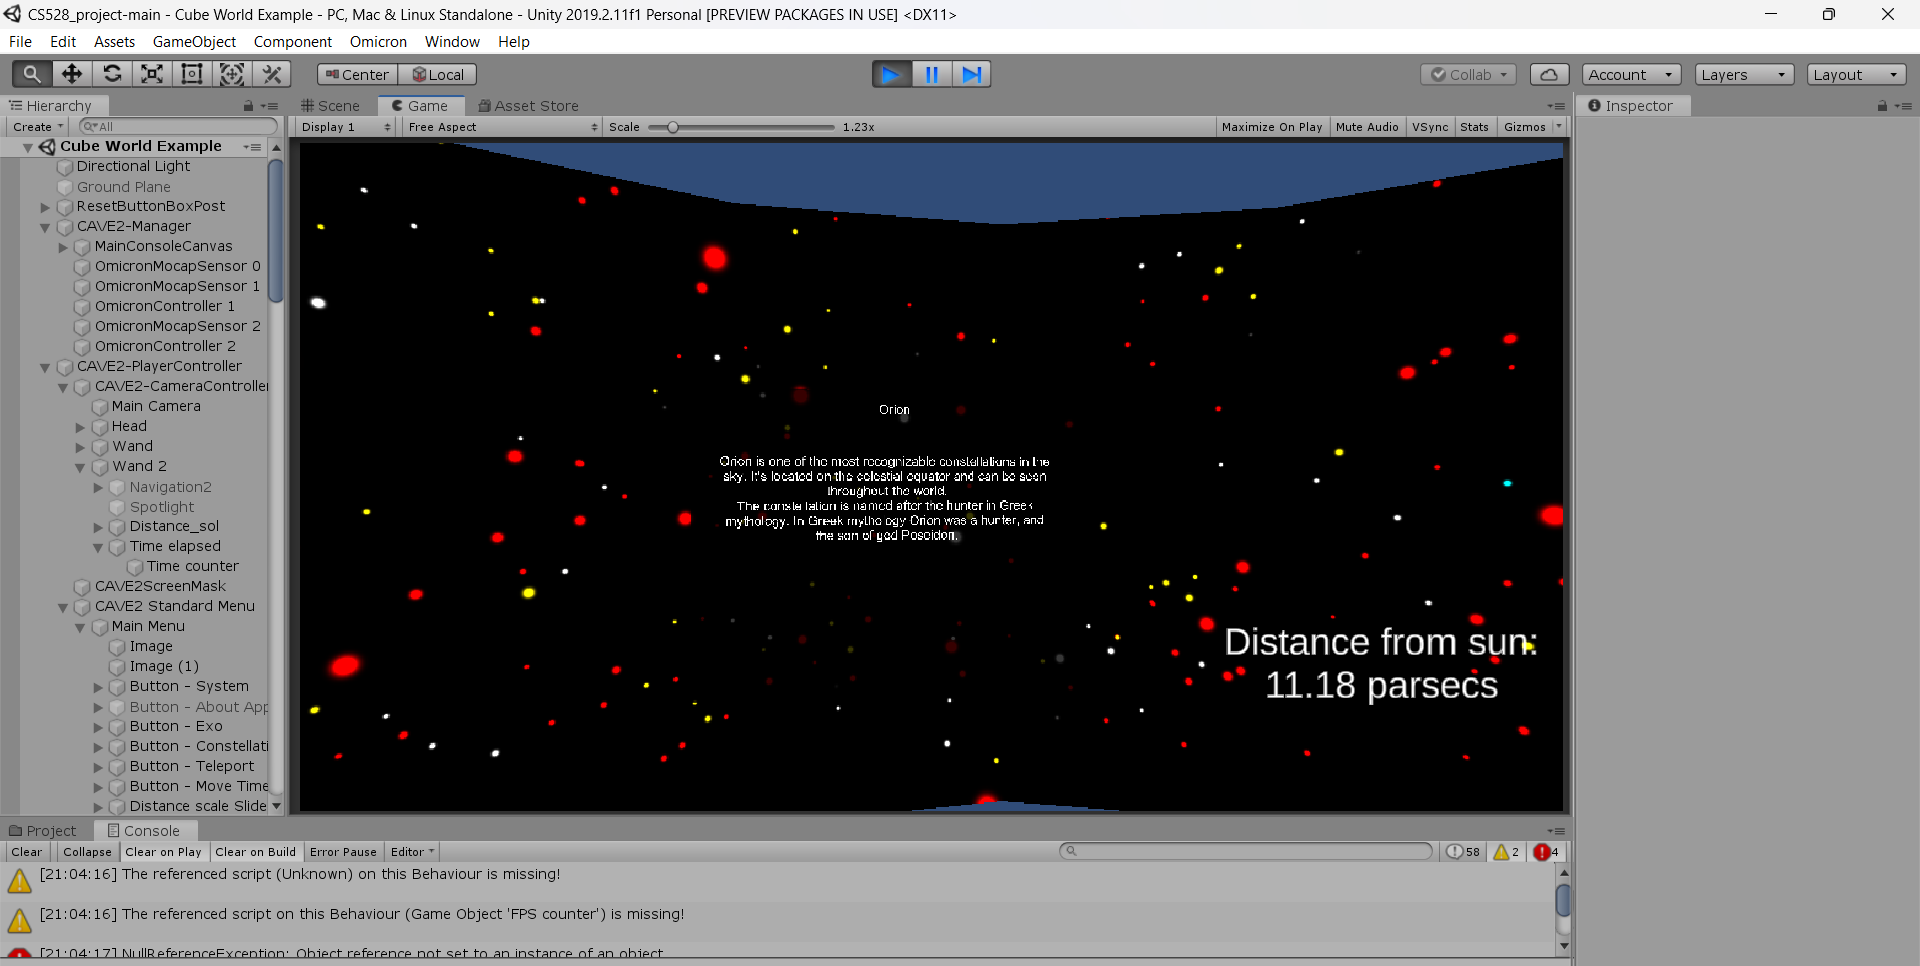 CS528_project-main - Cube World Example - PC, Mac & Linux Standalone - Unity 2019.2.11f1 Personal [PREVIEW PACKAGES IN USE] <DX11>
File Edit Assets GameObject Component Omicron Window Help
Center Local Collab Account Layers Layout
Hierarchy Scene Game Asset Store Inspector
Create All Display 1 Free Aspect Scale 1.23x Maximize On Play Mute Audio VSync Stats Gizmos
Cube World Example
Directional Light
Ground Plane
ResetButtonBoxPost
CAVE2-Manager
MainConsoleCanvas
OmicronMocapSensor 0
OmicronMocapSensor 1
OmicronController 1
OmicronMocapSensor 2
OmicronController 2
CAVE2-PlayerController
CAVE2-CameraController
Main Camera
Head
Wand
Wand 2
Navigation2
Spotlight
Distance_sol
Time elapsed
Time counter
CAVE2ScreenMask
CAVE2 Standard Menu
Main Menu
Image
Image (1)
Button - System
Button - About App
Button - Exo
Button - Constellati
Button - Teleport
Button - Move Time
Distance scale Slide
Orion
Orion is one of the most recognizable constellations in the
sky. It's located on the celestial equator and can be seen
throughout the world.
The constellation is named after the hunter in Greek
mythology. In Greek mythology Orion was a hunter, and
the son of god Poseidon.
Distance from sun:
11.18 parsecs
Project Console
Clear Collapse Clear on Play Clear on Build Error Pause Editor 58 2 4
[21:04:16] The referenced script (Unknown) on this Behaviour is missing!
[21:04:16] The referenced script on this Behaviour (Game Object 'FPS counter') is missing!
[21:04:17] NullReferenceException: Object reference not set to an instance of an object